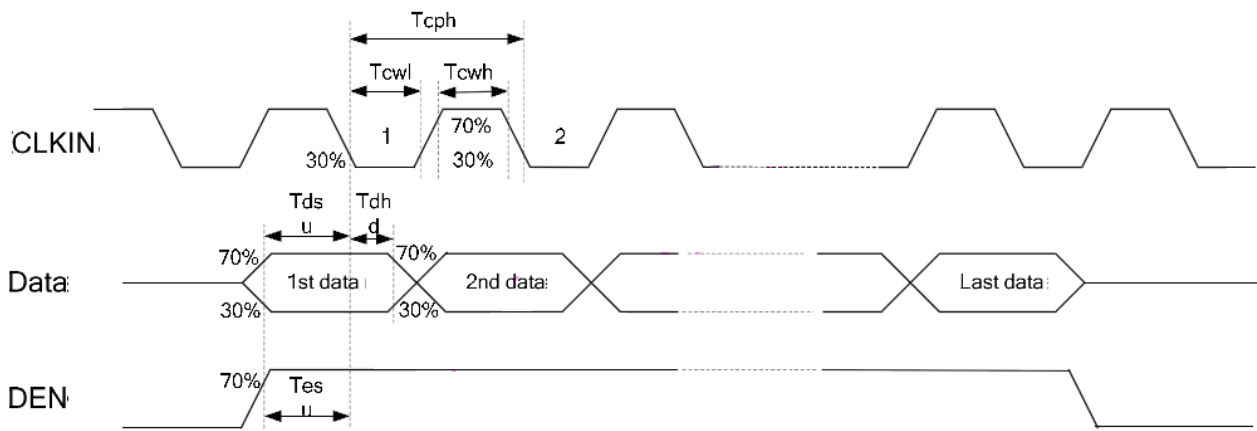 Tcph
Tcwl
Tcwh
CLKIN
1
70%
2
30%
30%
Tds
u
Tdh
d
70%
70%
Data
1st data
2nd data
Last data
30%
30%
70%
Tes
u
DEN